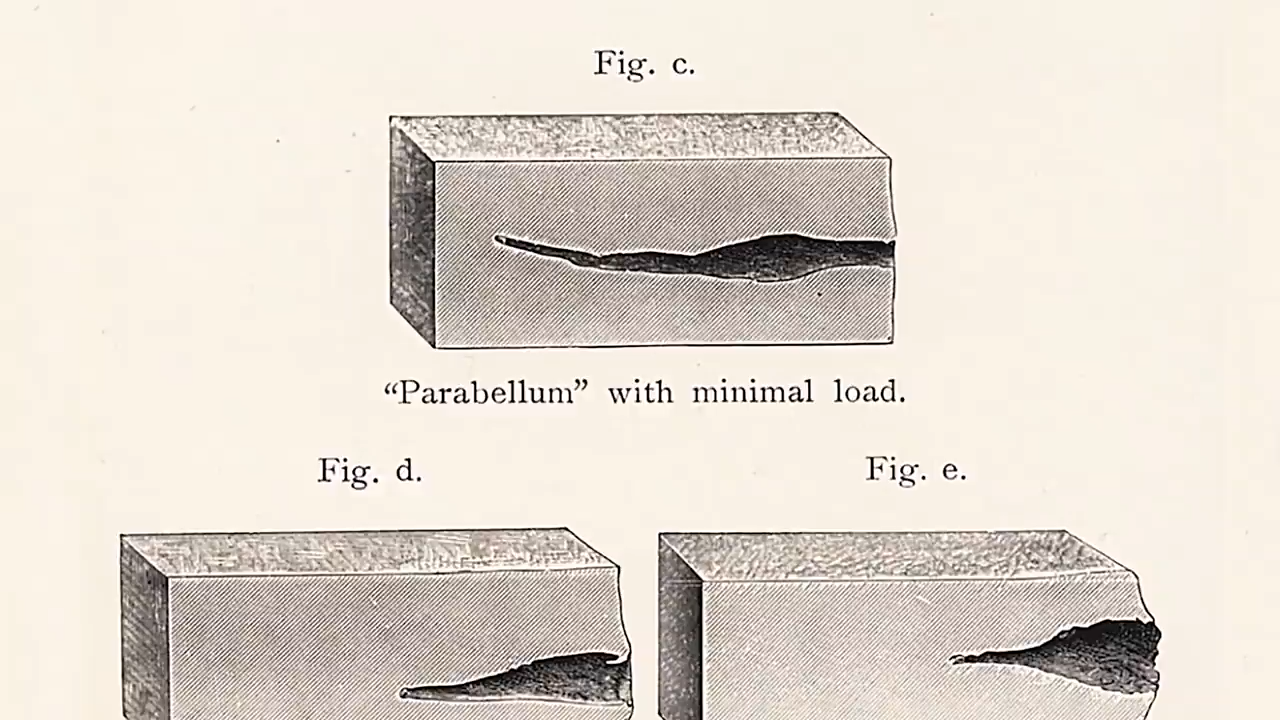 Fig. c.
“Parabellum” with minimal load.
Fig. d.
Fig. e.